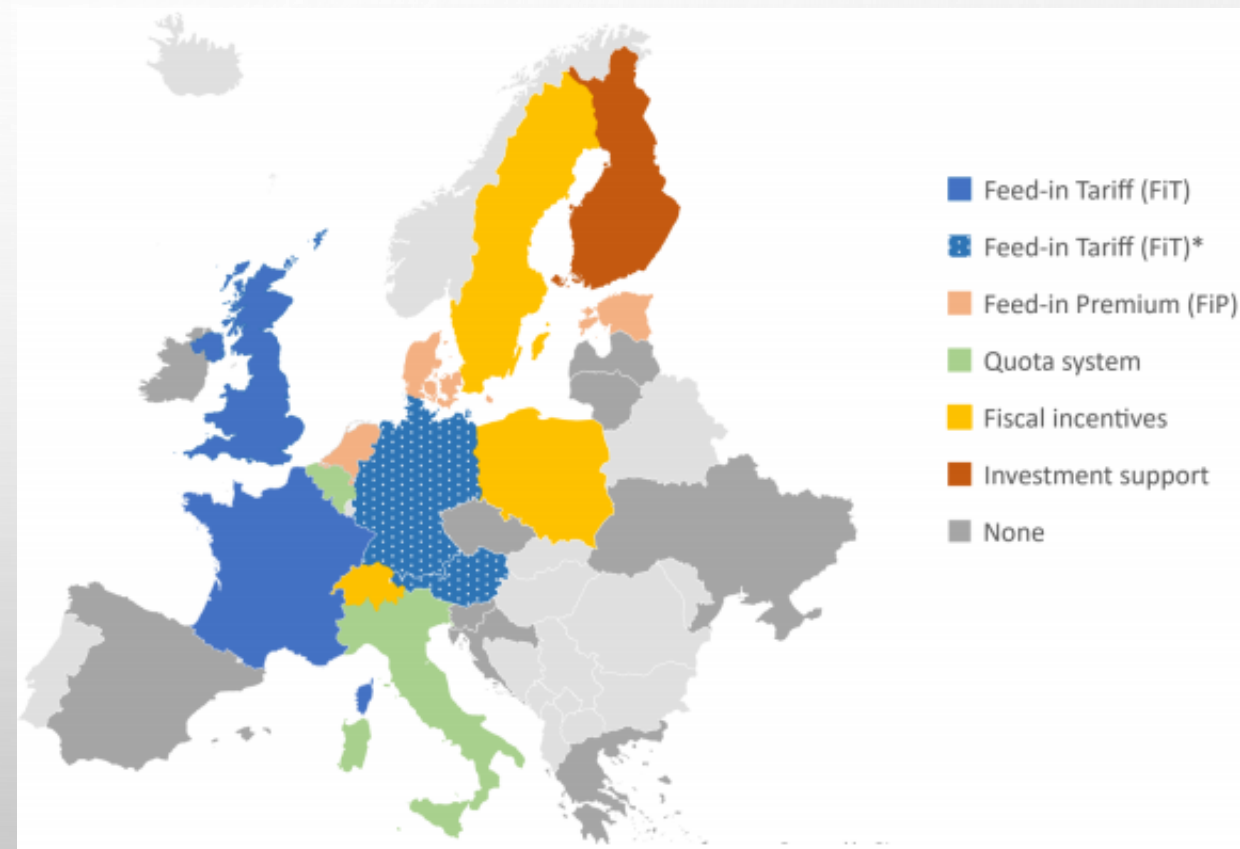 Feed-in Tariff (FiT)
Feed-in Tariff (FiT)*
Feed-in Premium (FiP)
Quota system
Fiscal incentives
Investment support
None